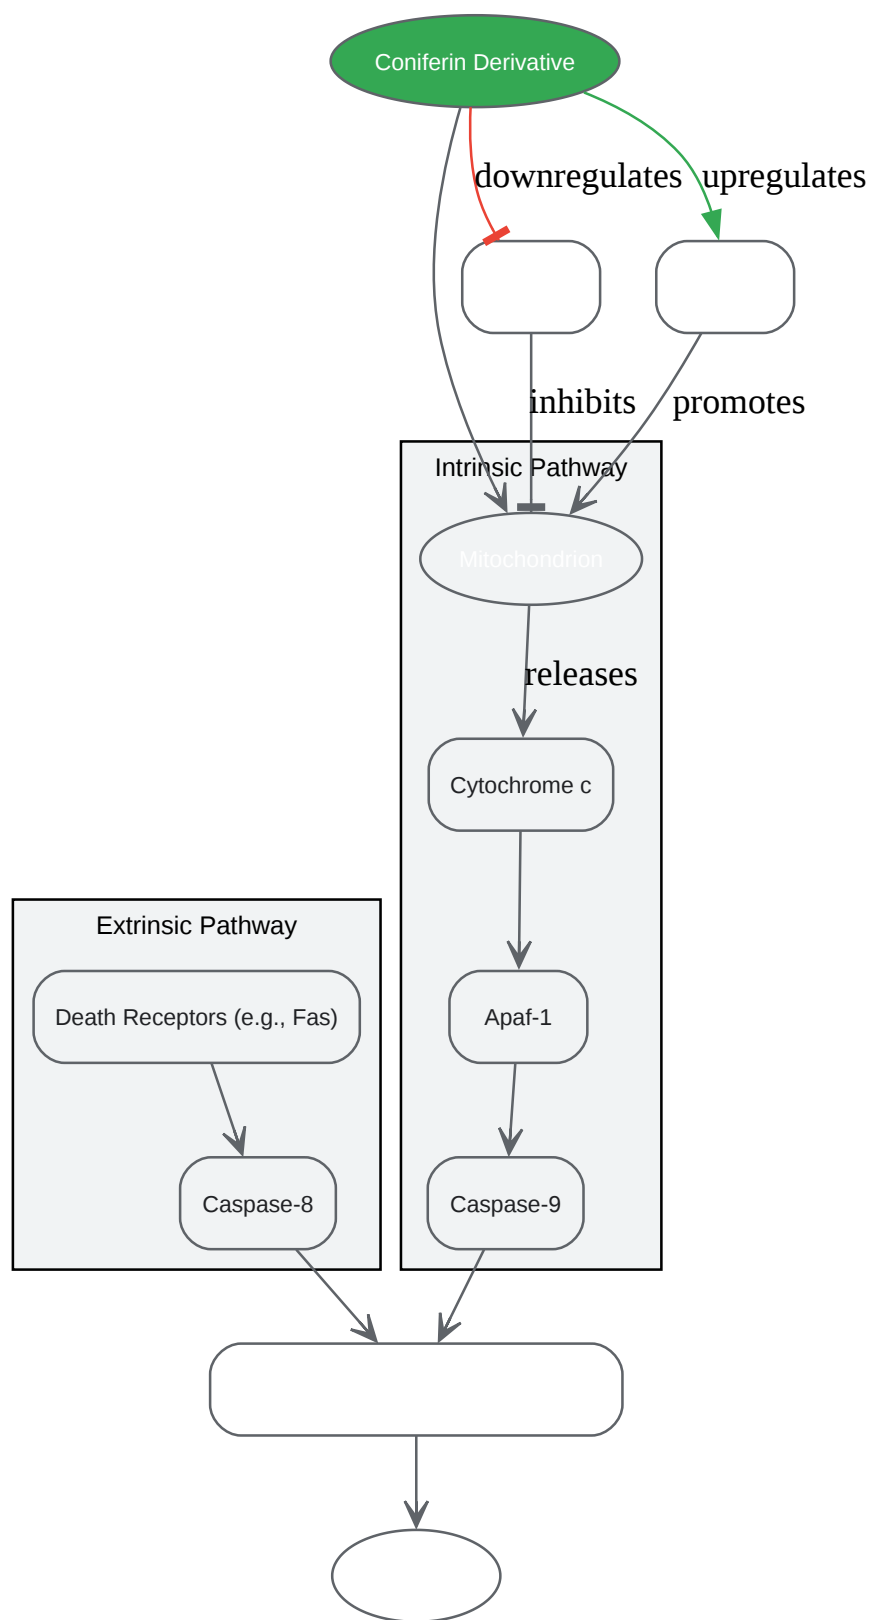 Coniferin Derivative
downregulates
upregulates
inhibits
promotes
Intrinsic Pathway
Mitochondrion
releases
Cytochrome c
Extrinsic Pathway
Death Receptors (e.g., Fas)
Apaf-1
Caspase-8
Caspase-9